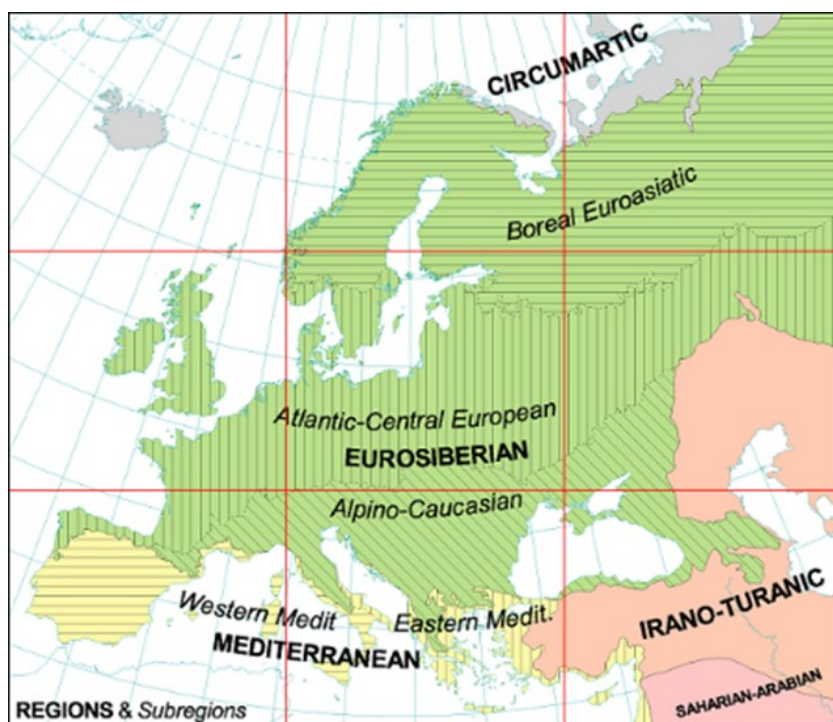 CIRCUMARTIC
Boreal Euroasiatic
Atlantic-Central European
EUROSIBERIAN
Alpino-Caucasian
Western Medit
Eastern Medit.
MEDITERRANEAN
IRANO-TURANIC
SAHARIAN-ARABIAN
REGIONS & Subregions